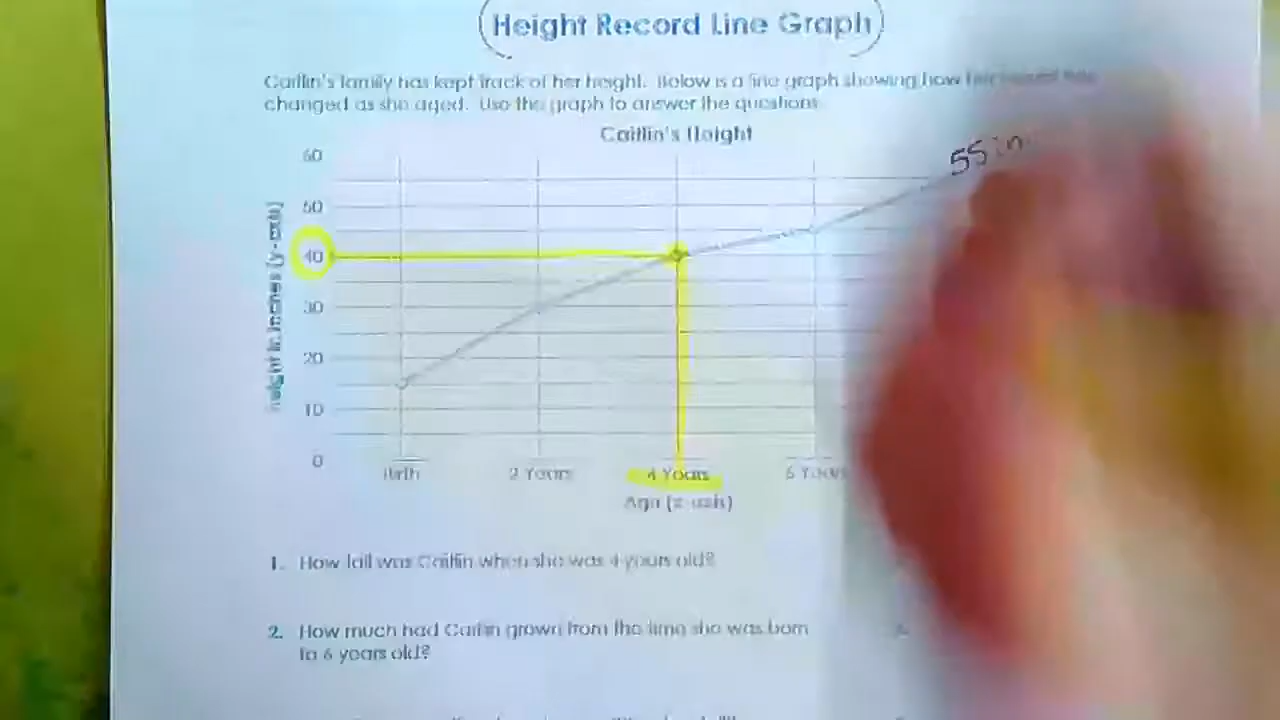 Height Record Line Graph
Caitlin's family has kept track of her height. Below is a line graph showing how
changed as she aged. Use the graph to answer the questions.
Caitlin's Height
55 in
60
50
40
30
20
10
0
Height in Inches (y-axis)
Birth 2 Years 4 Years 6 Years
Age (x-axis)
1. How tall was Caitlin when she was 4 years old?
2. How much had Caitlin grown from the time she was born
to 6 years old?